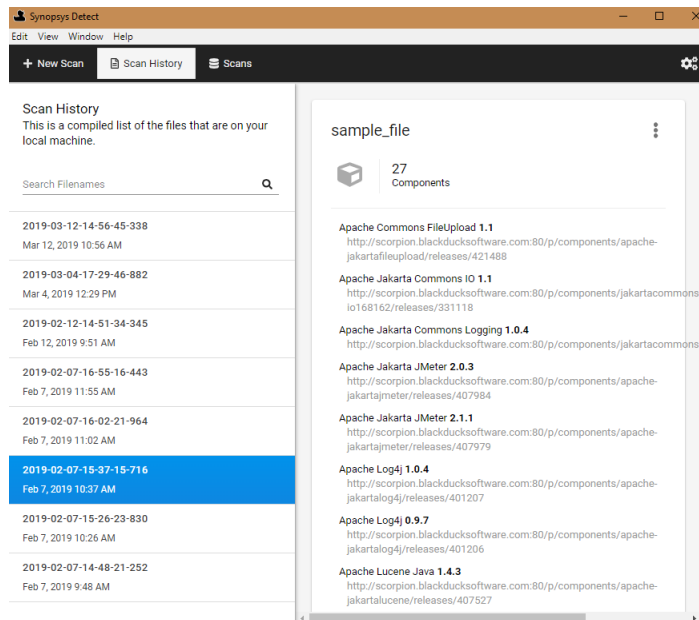 Synopsys Detect
Edit View Window Help
+ New Scan Scan History Scans
Scan History
This is a compiled list of the files that are on your
local machine.
Search Filenames
2019-03-12-14-56-45-338
Mar 12, 2019 10:56 AM
2019-03-04-17-29-46-882
Mar 4, 2019 12:29 PM
2019-02-12-14-51-34-345
Feb 12, 2019 9:51 AM
2019-02-07-16-55-16-443
Feb 7, 2019 11:55 AM
2019-02-07-16-02-21-964
Feb 7, 2019 11:02 AM
2019-02-07-15-37-15-716
Feb 7, 2019 10:37 AM
2019-02-07-15-26-23-830
Feb 7, 2019 10:26 AM
2019-02-07-14-48-21-252
Feb 7, 2019 9:48 AM
sample_file
27
Components
Apache Commons FileUpload 1.1
http://scorpion.blackducksoftware.com:80/p/components/apache-
jakartafileupload/releases/421488
Apache Jakarta Commons IO 1.1
http://scorpion.blackducksoftware.com:80/p/components/jakartacommons
io168162/releases/331118
Apache Jakarta Commons Logging 1.0.4
http://scorpion.blackducksoftware.com:80/p/components/jakartacommons
Apache Jakarta JMeter 2.0.3
http://scorpion.blackducksoftware.com:80/p/components/apache-
jakartajmeter/releases/407984
Apache Jakarta JMeter 2.1.1
http://scorpion.blackducksoftware.com:80/p/components/apache-
jakartajmeter/releases/407979
Apache Log4j 1.0.4
http://scorpion.blackducksoftware.com:80/p/components/apache-
jakartalog4j/releases/401207
Apache Log4j 0.9.7
http://scorpion.blackducksoftware.com:80/p/components/apache-
jakartalog4j/releases/401206
Apache Lucene Java 1.4.3
http://scorpion.blackducksoftware.com:80/p/components/apache-
jakartalucene/releases/407527